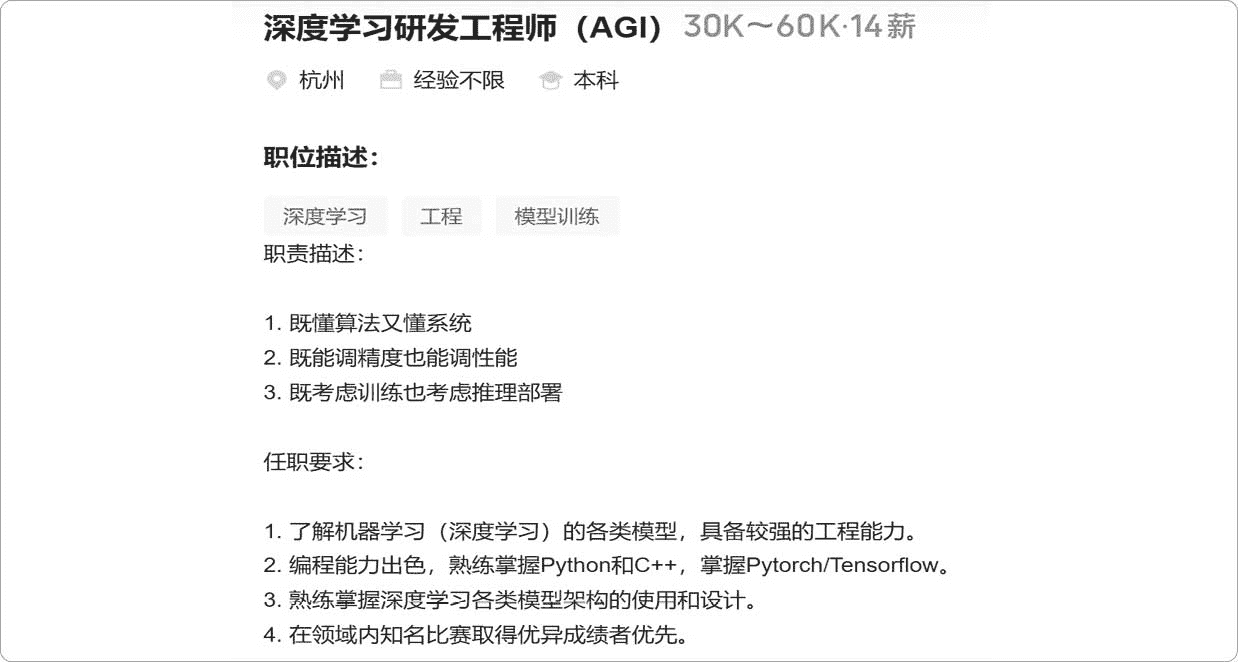 深度学习研发工程师（AGI） 30K～60K·14薪
杭州 经验不限 本科
职位描述：
深度学习 工程 模型训练
职责描述：
1. 既懂算法又懂系统
2. 既能调精度也能调性能
3. 既考虑训练也考虑推理部署
任职要求：
1. 了解机器学习（深度学习）的各类模型，具备较强的工程能力。
2. 编程能力出色，熟练掌握Python和C++，掌握Pytorch/Tensorflow。
3. 熟练掌握深度学习各类模型架构的使用和设计。
4. 在领域内知名比赛取得优异成绩者优先。